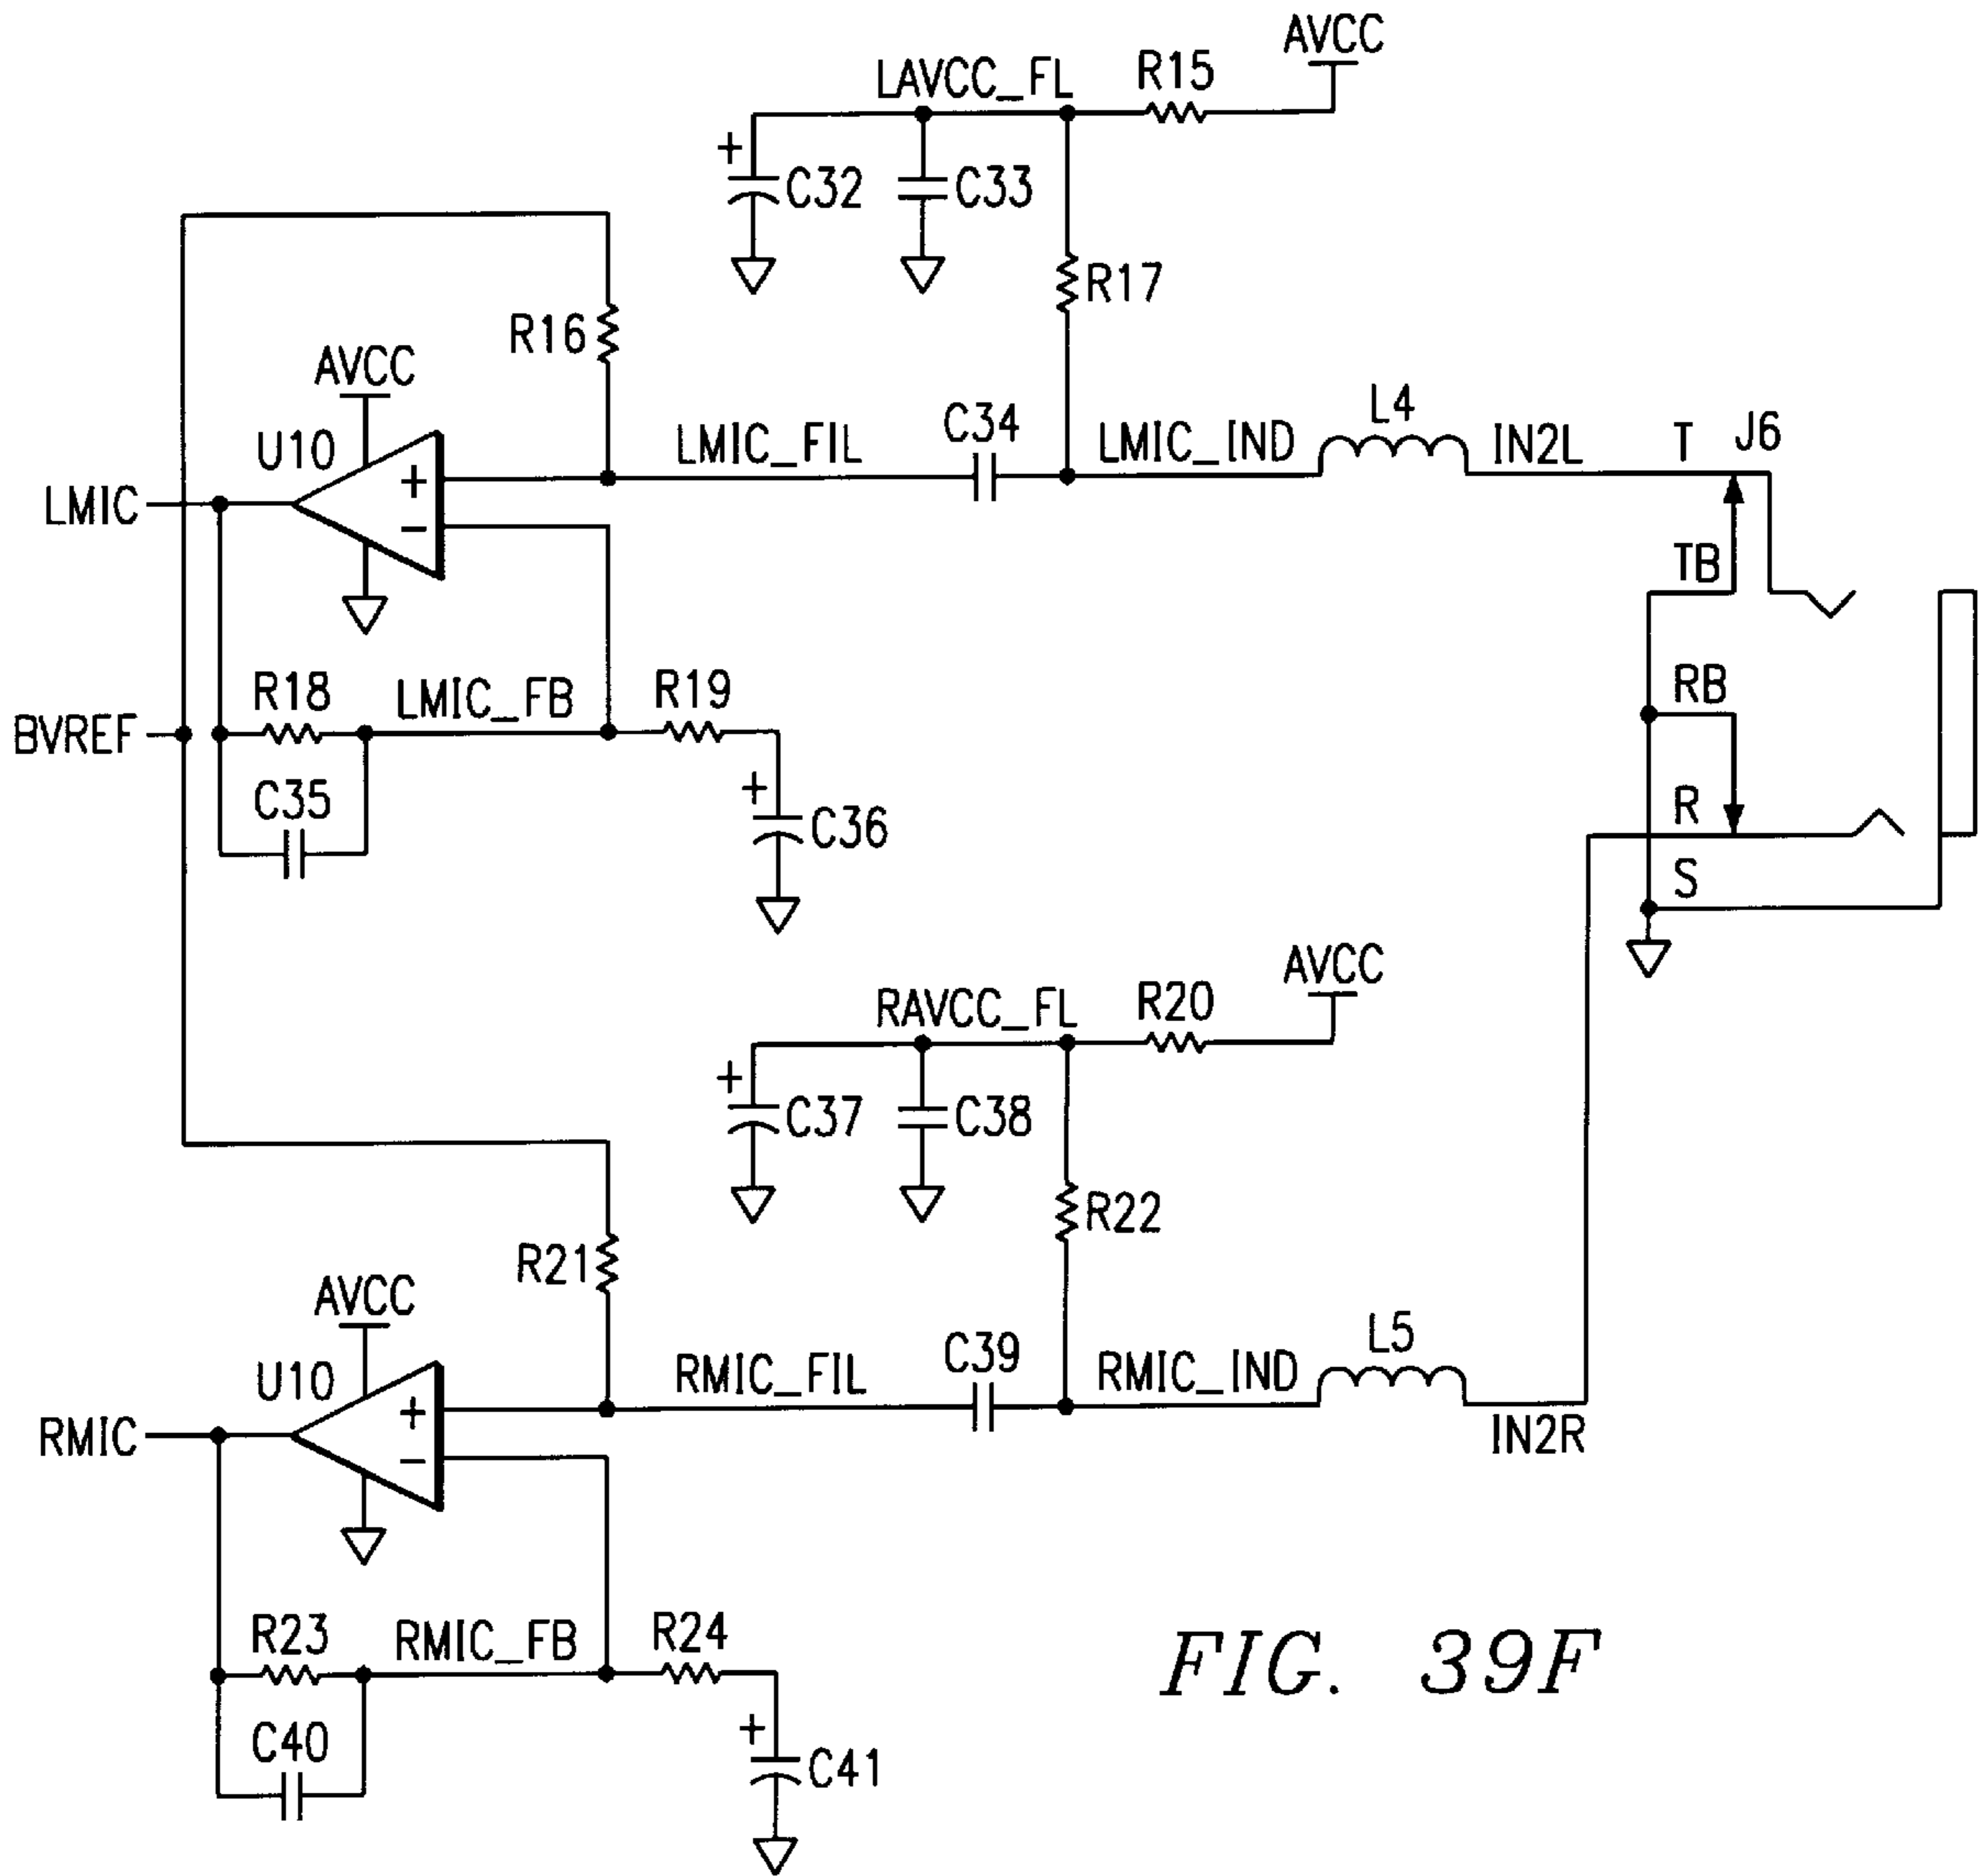 AVCC
LAVCC_FL
R15
+
C32
C33
R17
R16
AVCC
U10
LMIC_FIL
C34
LMIC_IND
L4
IN2L
T
J6
+
−
LMIC
TB
R18
LMIC_FB
R19
RB
BVREF
C35
+
C36
R
S
AVCC
RAVCC_FL
R20
+
C37
C38
R22
R21
AVCC
U10
RMIC_FIL
C39
RMIC_IND
L5
IN2R
+
−
RMIC
R23
RMIC_FB
R24
C40
+
C41
FIG. 39F